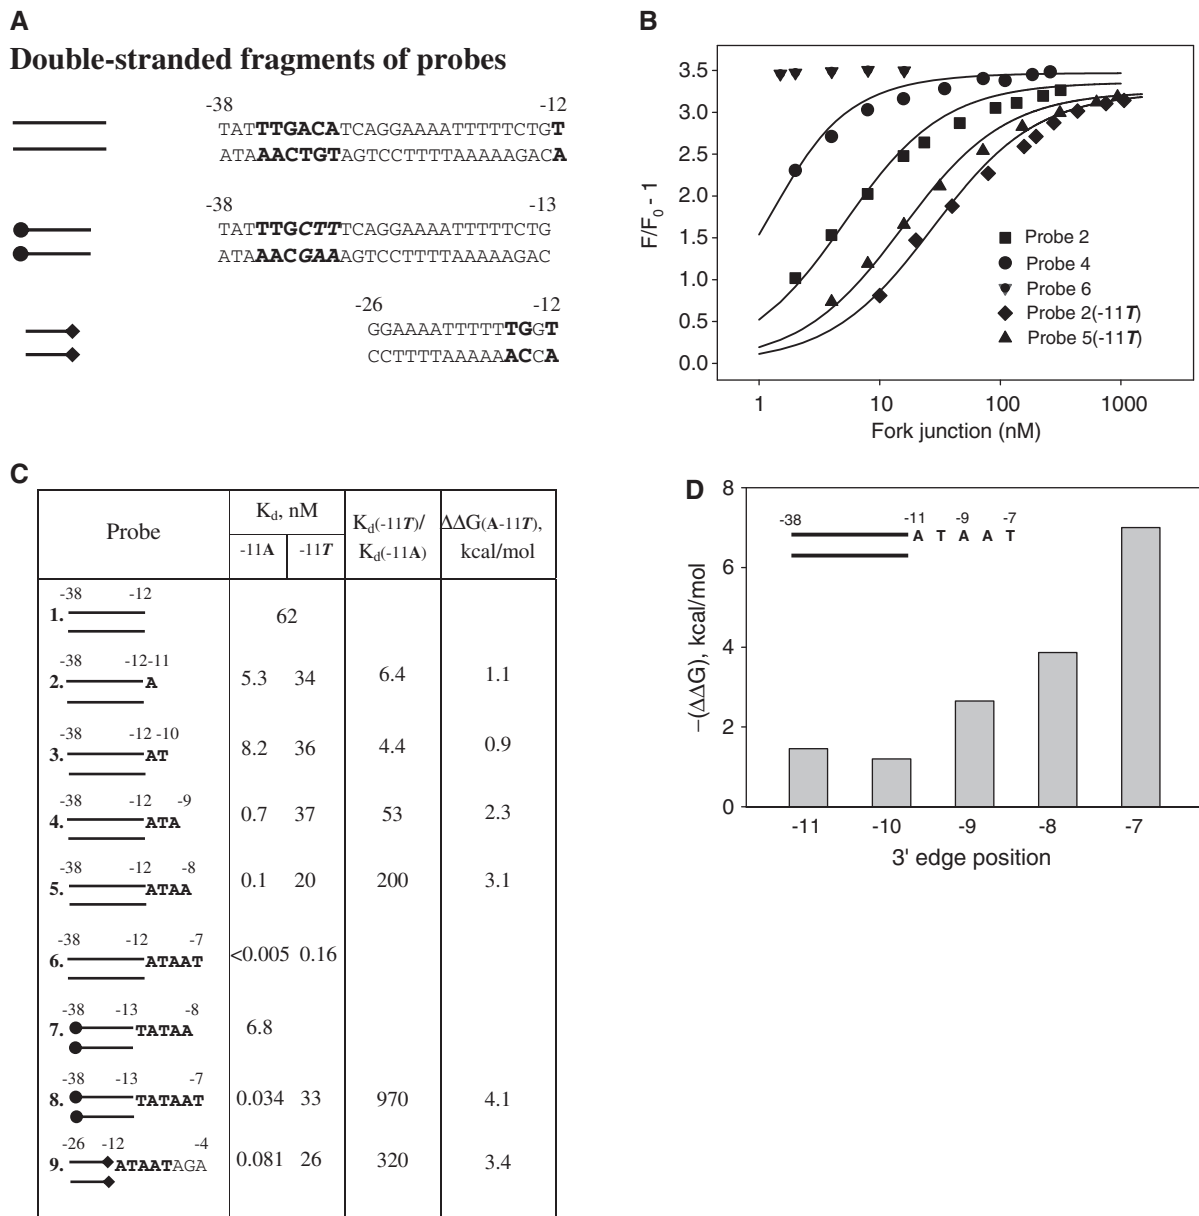 A
Double-stranded fragments of probes
-38 -12
TATTTGACATCAGGAAAATTTTTCTGT
ATAAACTGTAGTCCTTTTAAAAAGACA
-38 -13
TATTTGCTTTCAGGAAAATTTTTCTG
ATAAACGAAAGTCCTTTTAAAAAGAC
-26 -12
GGAAAATTTTTTGGT
CCTTTTAAAAAACCA
B
F/F0 - 1
3.5
3.0
2.5
2.0
1.5
1.0
0.5
0.0
1 10 100 1000
Fork junction (nM)
Probe 2
Probe 4
Probe 6
Probe 2(-11T)
Probe 5(-11T)
C
Probe
Kd, nM
-11A -11T
Kd(-11T)/
Kd(-11A)
ΔΔG(A-11T),
kcal/mol
-38 -12
1. 62
-38 -12-11
2. A 5.3 34 6.4 1.1
-38 -12 -10
3. AT 8.2 36 4.4 0.9
-38 -12 -9
4. ATA 0.7 37 53 2.3
-38 -12 -8
5. ATAA 0.1 20 200 3.1
-38 -12 -7
6. ATAAT <0.005 0.16
-38 -13 -8
7. TATAA 6.8
-38 -13 -7
8. TATAAT 0.034 33 970 4.1
-26 -12 -4
9. ATAATAGA 0.081 26 320 3.4
D
−(ΔΔG), kcal/mol
8
6
4
2
0
-38 -11 -9 -7
A T A A T
-11 -10 -9 -8 -7
3' edge position